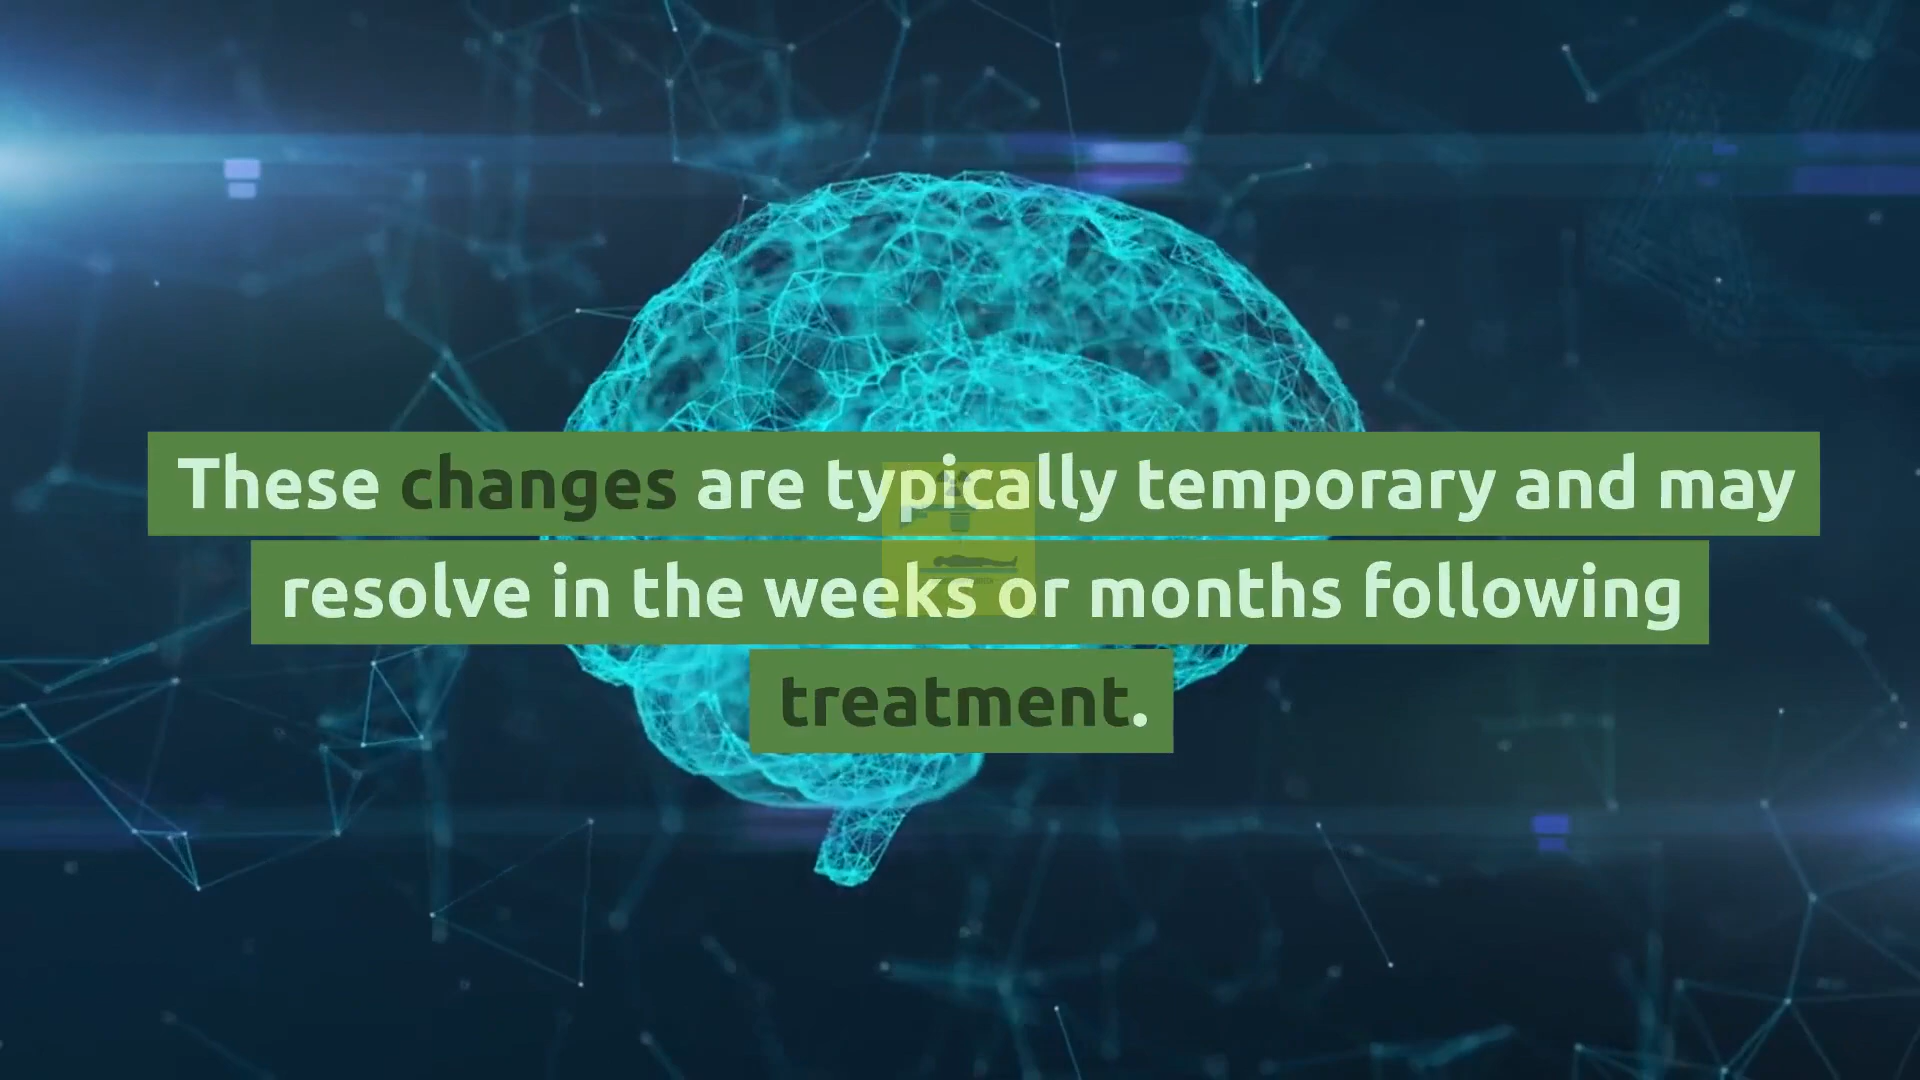 These changes are typically temporary and may
resolve in the weeks or months following
treatment.